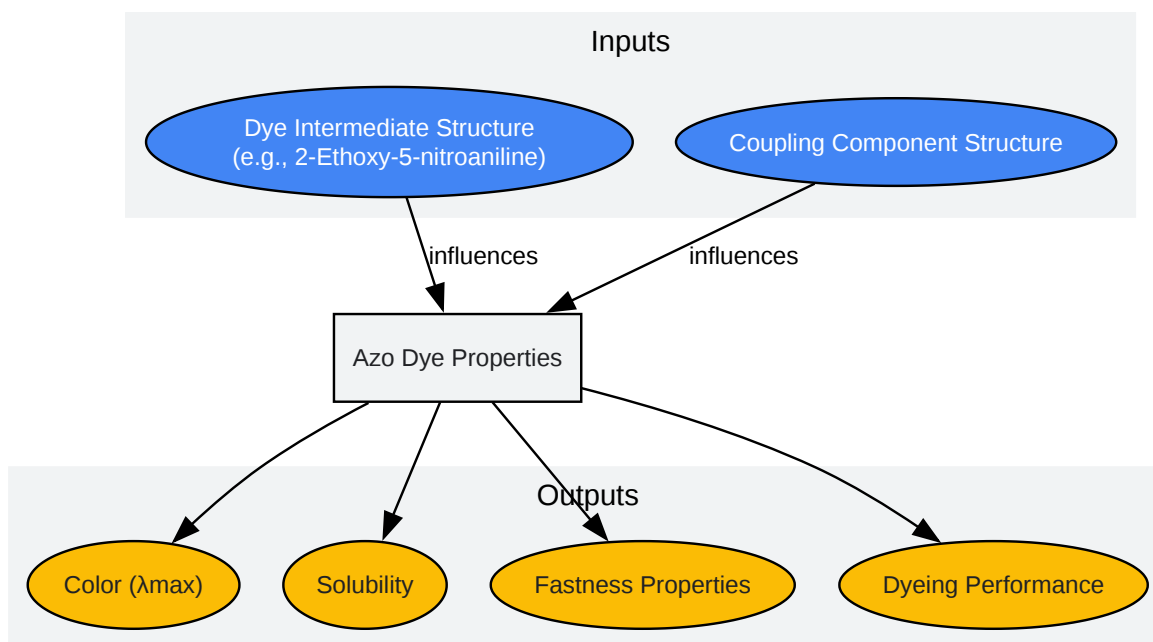 Inputs
Dye Intermediate Structure
(e.g., 2-Ethoxy-5-nitroaniline)
Coupling Component Structure
influences
influences
Azo Dye Properties
Outputs
Color (λmax)
Solubility
Fastness Properties
Dyeing Performance